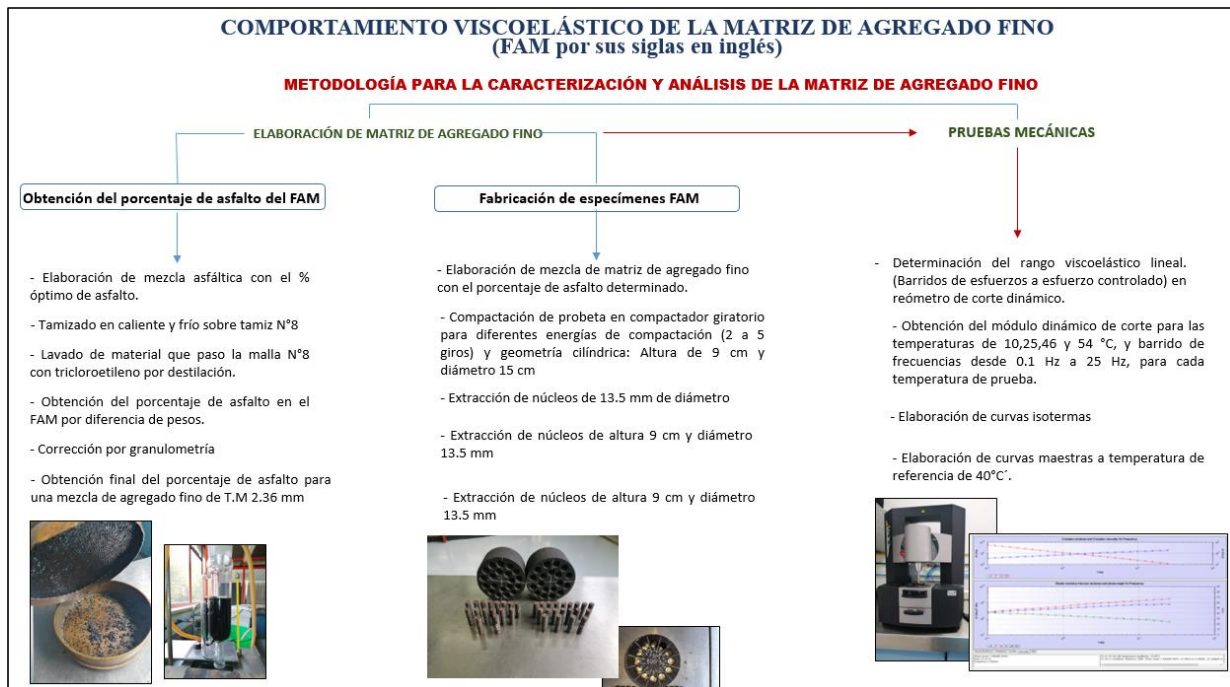 COMPORTAMIENTO VISCOELÁSTICO DE LA MATRIZ DE AGREGADO FINO
(FAM por sus siglas en inglés)
METODOLOGÍA PARA LA CARACTERIZACIÓN Y ANÁLISIS DE LA MATRIZ DE AGREGADO FINO
ELABORACIÓN DE MATRIZ DE AGREGADO FINO
PRUEBAS MECÁNICAS
Obtención del porcentaje de asfalto del FAM
- Elaboración de mezcla asfáltica con el %
óptimo de asfalto.
- Tamizado en caliente y frío sobre tamiz N°8
- Lavado de material que paso la malla N°8
con tricloroetileno por destilación.
- Obtención del porcentaje de asfalto en el
FAM por diferencia de pesos.
- Corrección por granulometría
- Obtención final del porcentaje de asfalto para
una mezcla de agregado fino de T.M 2.36 mm
Fabricación de especímenes FAM
- Elaboración de mezcla de matriz de agregado fino
con el porcentaje de asfalto determinado.
- Compactación de probeta en compactador giratorio
para diferentes energías de compactación (2 a 5
giros) y geometría cilíndrica: Altura de 9 cm y
diámetro 15 cm
- Extracción de núcleos de 13.5 mm de diámetro
- Extracción de núcleos de altura 9 cm y diámetro
13.5 mm
- Extracción de núcleos de altura 9 cm y diámetro
13.5 mm
- Determinación del rango viscoelástico lineal.
(Barridos de esfuerzos a esfuerzo controlado) en
reómetro de corte dinámico.
- Obtención del módulo dinámico de corte para las
temperaturas de 10,25,46 y 54 °C, y barrido de
frecuencias desde 0.1 Hz a 25 Hz, para cada
temperatura de prueba.
- Elaboración de curvas isotermas
- Elaboración de curvas maestras a temperatura de
referencia de 40°C´.